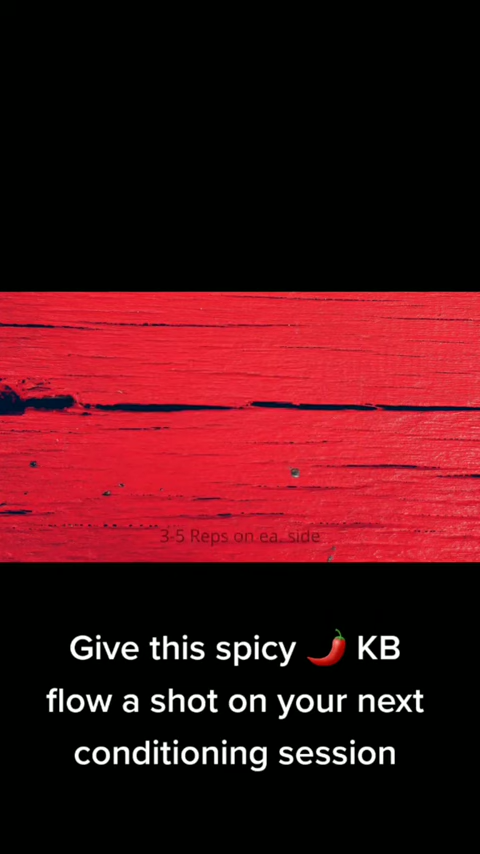 3-5 Reps on ea. side
Give this spicy 🌶️ KB
flow a shot on your next
conditioning session